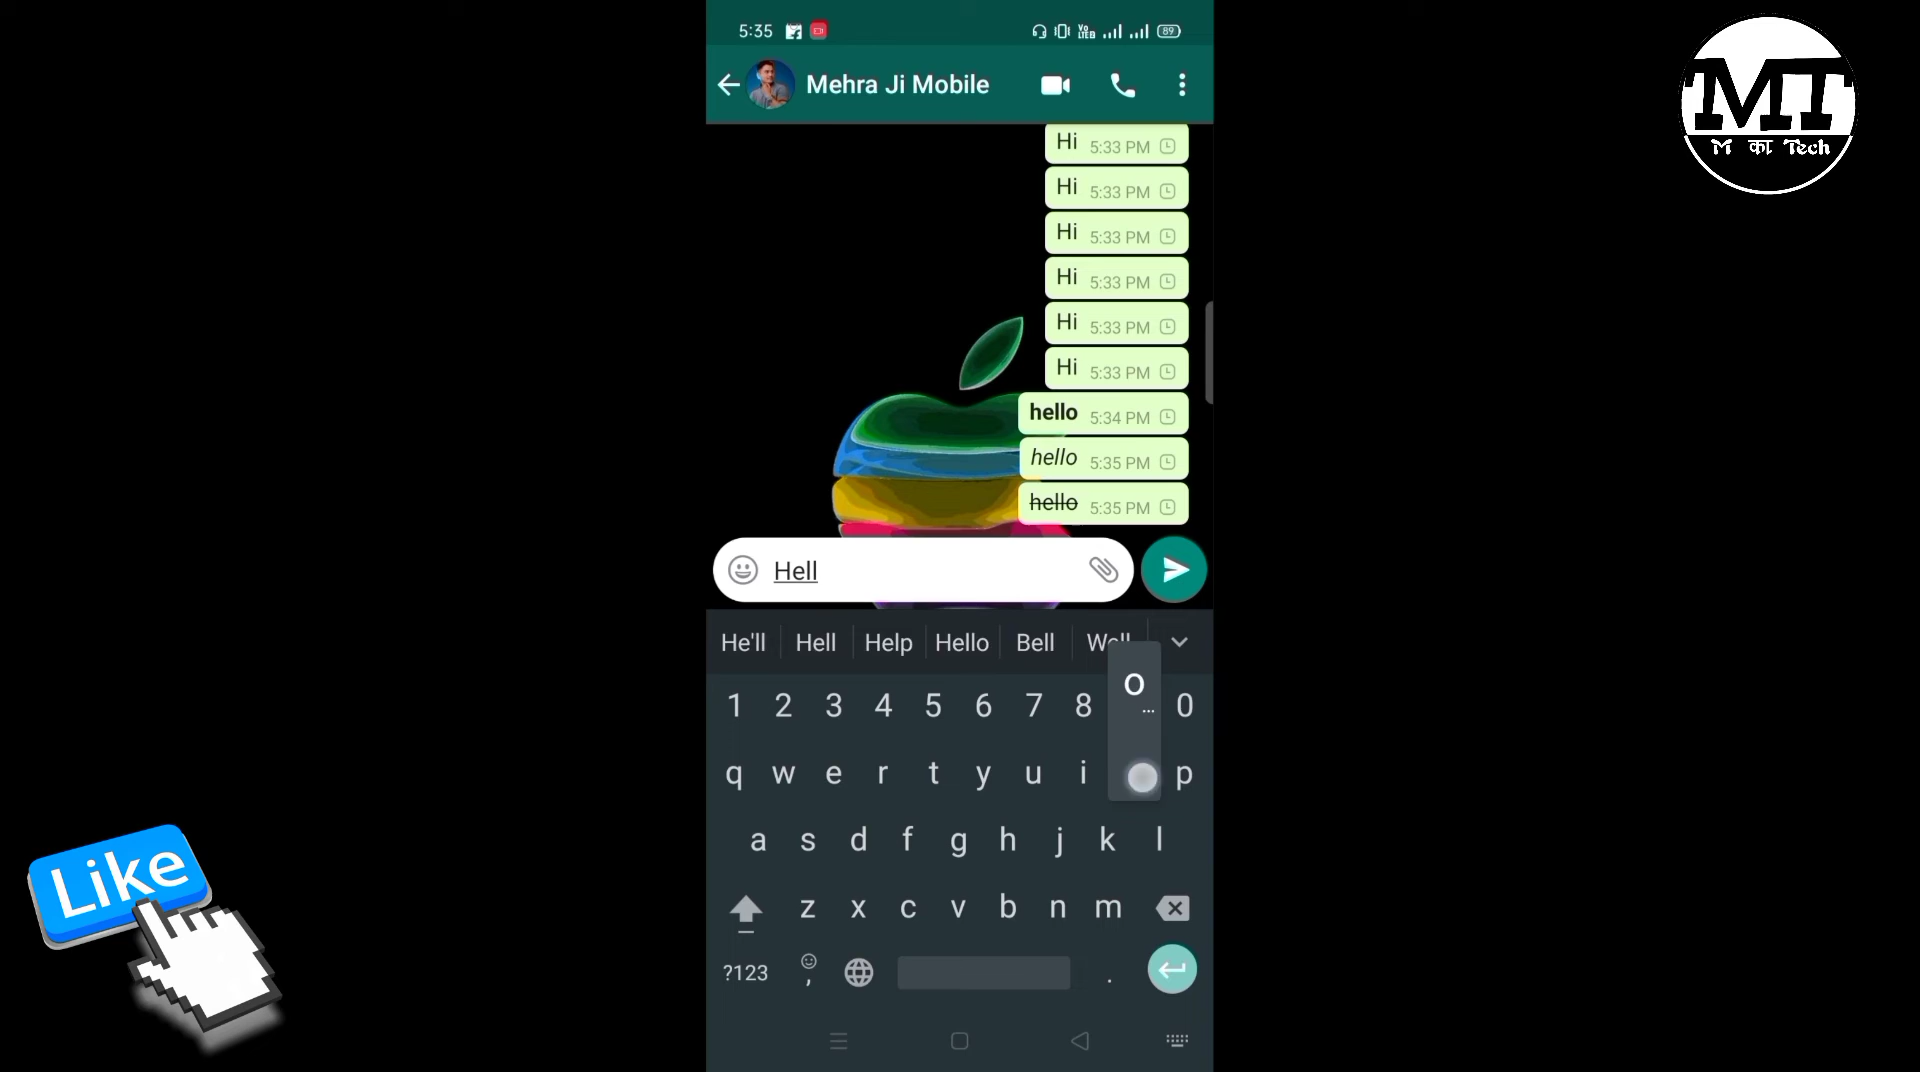 5:35 Vo LTED 89
Mehra Ji Mobile
MT
M का Tech
Hi 5:33 PM
Hi 5:33 PM
Hi 5:33 PM
Hi 5:33 PM
Hi 5:33 PM
Hi 5:33 PM
hello 5:34 PM
hello 5:35 PM
hello 5:35 PM
Hell
He'll Hell Help Hello Bell
o
...
1 2 3 4 5 6 7 8 0
q w e r t y u i p
a s d f g h j k l
z x c v b n m
?123 , .
Like